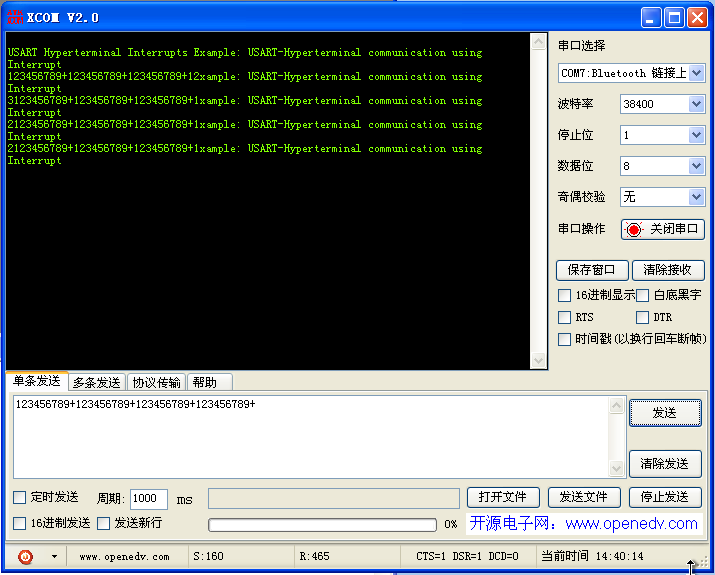 XCOM V2.0
USART Hyperterminal Interrupts Example: USART-Hyperterminal communication using
Interrupt
123456789+123456789+123456789+12xample: USART-Hyperterminal communication using
Interrupt
3123456789+123456789+123456789+1xample: USART-Hyperterminal communication using
Interrupt
2123456789+123456789+123456789+1xample: USART-Hyperterminal communication using
Interrupt
2123456789+123456789+123456789+1xample: USART-Hyperterminal communication using
Interrupt
串口选择
COM7:Bluetooth 链接上
波特率 38400
停止位 1
数据位 8
奇偶校验 无
串口操作 关闭串口
保存窗口 清除接收
16进制显示 白底黑字
RTS DTR
时间戳(以换行回车断帧)
单条发送 多条发送 协议传输 帮助
123456789+123456789+123456789+123456789+
发送
清除发送
定时发送 周期: 1000 ms 打开文件 发送文件 停止发送
16进制发送 发送新行 0% 开源电子网：www.openedv.com
www.openedv.com S:160 R:465 CTS=1 DSR=1 DCD=0 当前时间 14:40:14